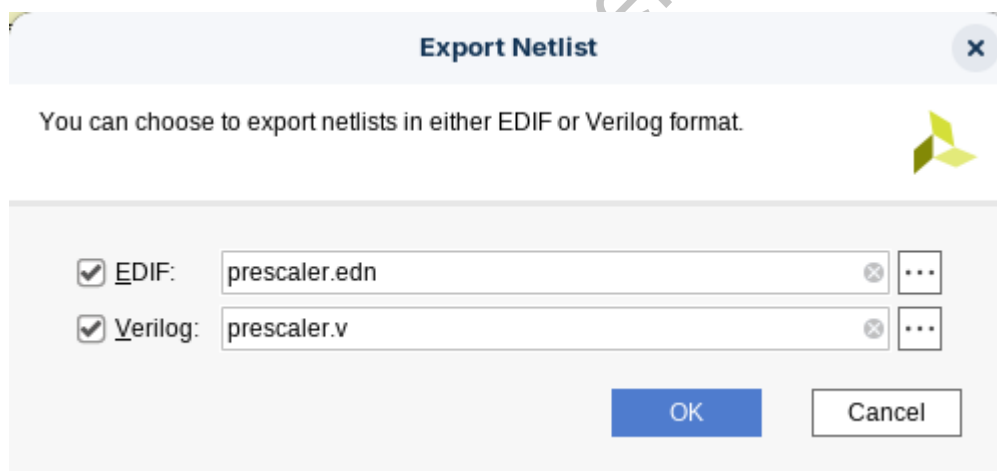 Export Netlist
You can choose to export netlists in either EDIF or Verilog format.
EDIF: prescaler.edn
Verilog: prescaler.v
OK Cancel